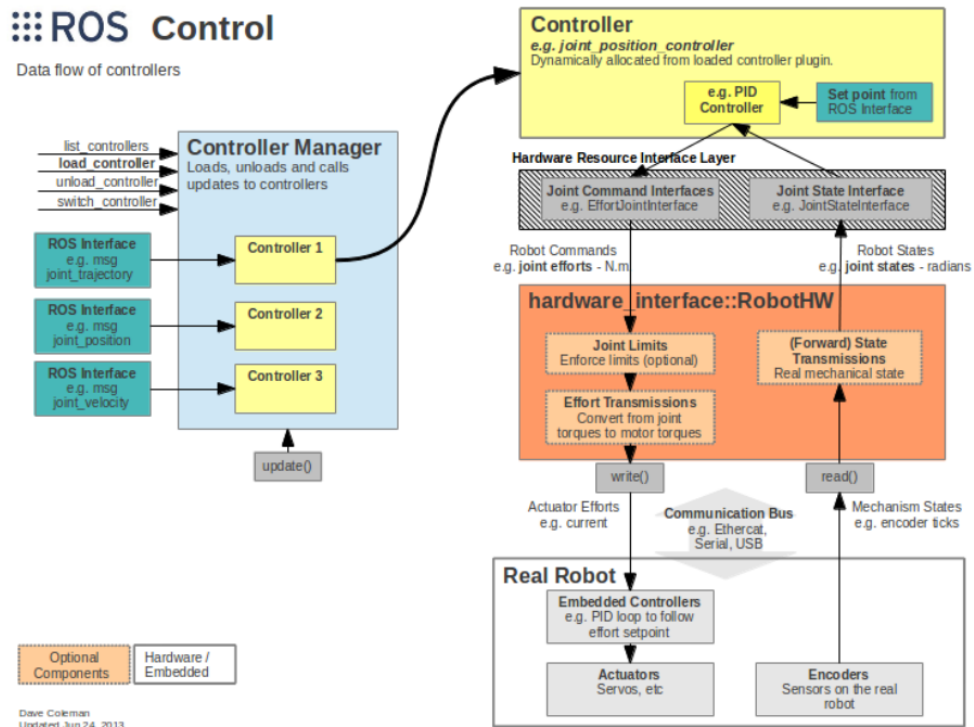 ROS Control
Data flow of controllers
list_controllers
load_controller
unload_controller
switch_controller
Controller Manager
Loads, unloads and calls
updates to controllers
ROS Interface
e.g. msg
joint_trajectory
Controller 1
ROS Interface
e.g. msg
joint_position
Controller 2
ROS Interface
e.g. msg
joint_velocity
Controller 3
update()
Controller
e.g. joint_position_controller
Dynamically allocated from loaded controller plugin.
e.g. PID
Controller
Set point from
ROS Interface
Hardware Resource Interface Layer
Joint Command Interfaces
e.g. EffortJointInterface
Joint State Interface
e.g. JointStateInterface
Robot Commands
e.g. joint efforts - N.m
Robot States
e.g. joint states - radians
hardware_interface::RobotHW
Joint Limits
Enforce limits (optional)
Effort Transmissions
Convert from joint
torques to motor torques
(Forward) State
Transmissions
Real mechanical state
write()
read()
Actuator Efforts
e.g. current
Communication Bus
e.g. Ethercat,
Serial, USB
Mechanism States
e.g. encoder ticks
Real Robot
Embedded Controllers
e.g. PID loop to follow
effort setpoint
Actuators
Servos, etc
Encoders
Sensors on the real
robot
Optional
Components
Hardware /
Embedded
Dave Coleman
Updated Jun 24, 2013